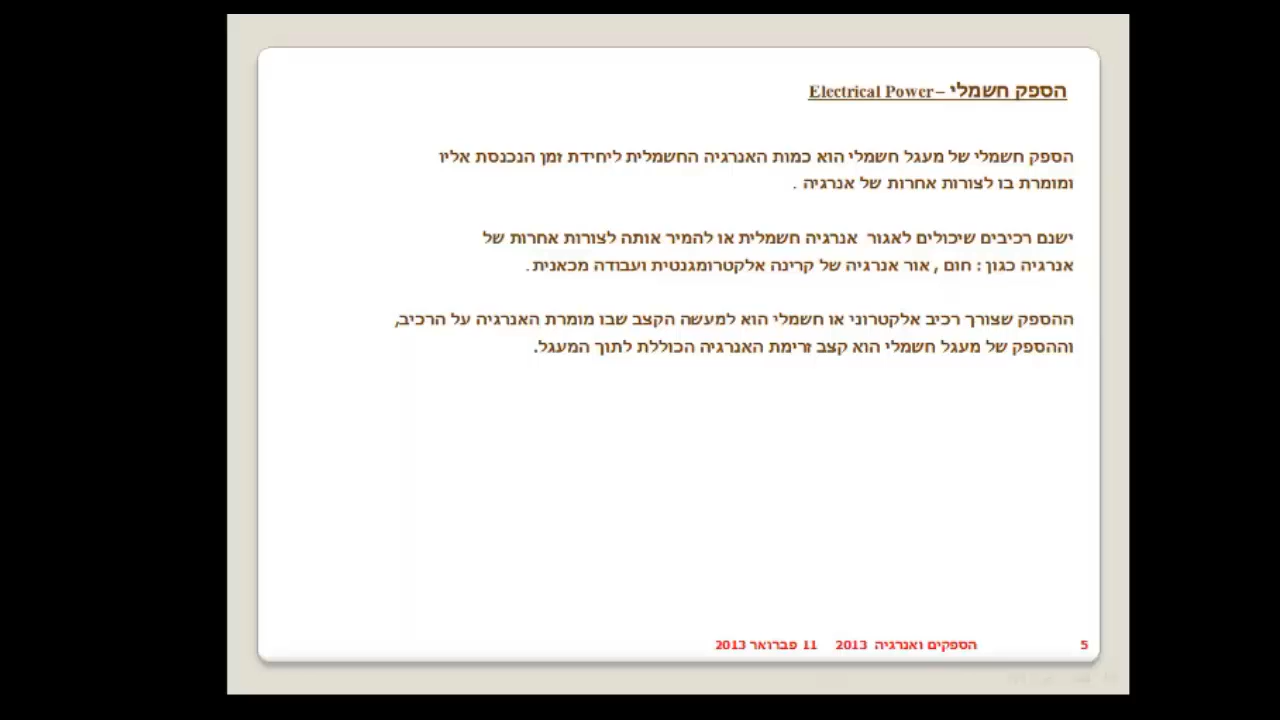 הספק חשמלי – Electrical Power
הספק חשמלי של מעגל חשמלי הוא כמות האנרגיה החשמלית ליחידת זמן הנכנסת אליו
ומומרת בו לצורות אחרות של אנרגיה .
ישנם רכיבים שיכולים לאגור אנרגיה חשמלית או להמיר אותה לצורות אחרות של
אנרגיה כגון : חום , אור אנרגיה של קרינה אלקטרומגנטית ועבודה מכאנית .
ההספק שצורך רכיב אלקטרוני או חשמלי הוא למעשה הקצב שבו מומרת האנרגיה על הרכיב,
וההספק של מעגל חשמלי הוא קצב זרימת האנרגיה הכוללת לתוך המעגל.
5 הספקים ואנרגיה 2013 11 פברואר 2013